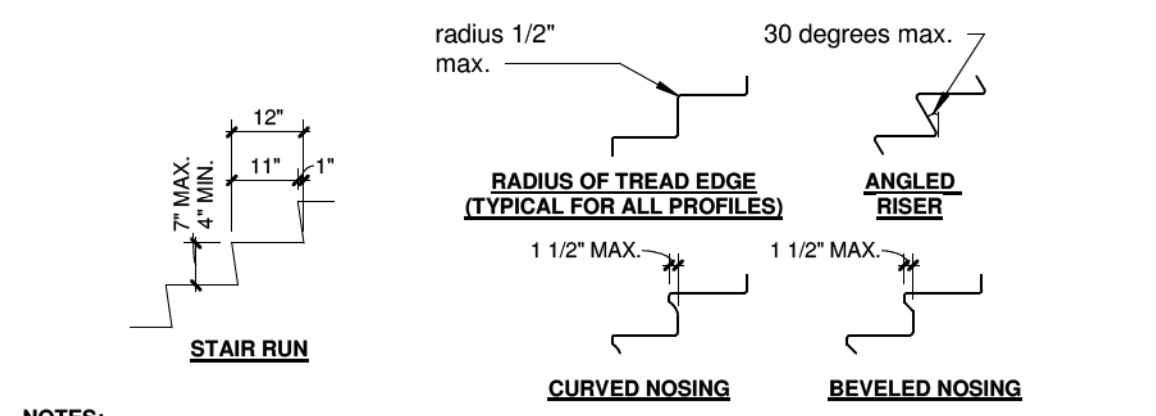 radius 1/2"
max.
30 degrees max.
12"
11"
1"
7" MAX.
4" MIN.
RADIUS OF TREAD EDGE
(TYPICAL FOR ALL PROFILES)
ANGLED
RISER
1 1/2" MAX.
1 1/2" MAX.
STAIR RUN
CURVED NOSING
BEVELED NOSING
NOTES: